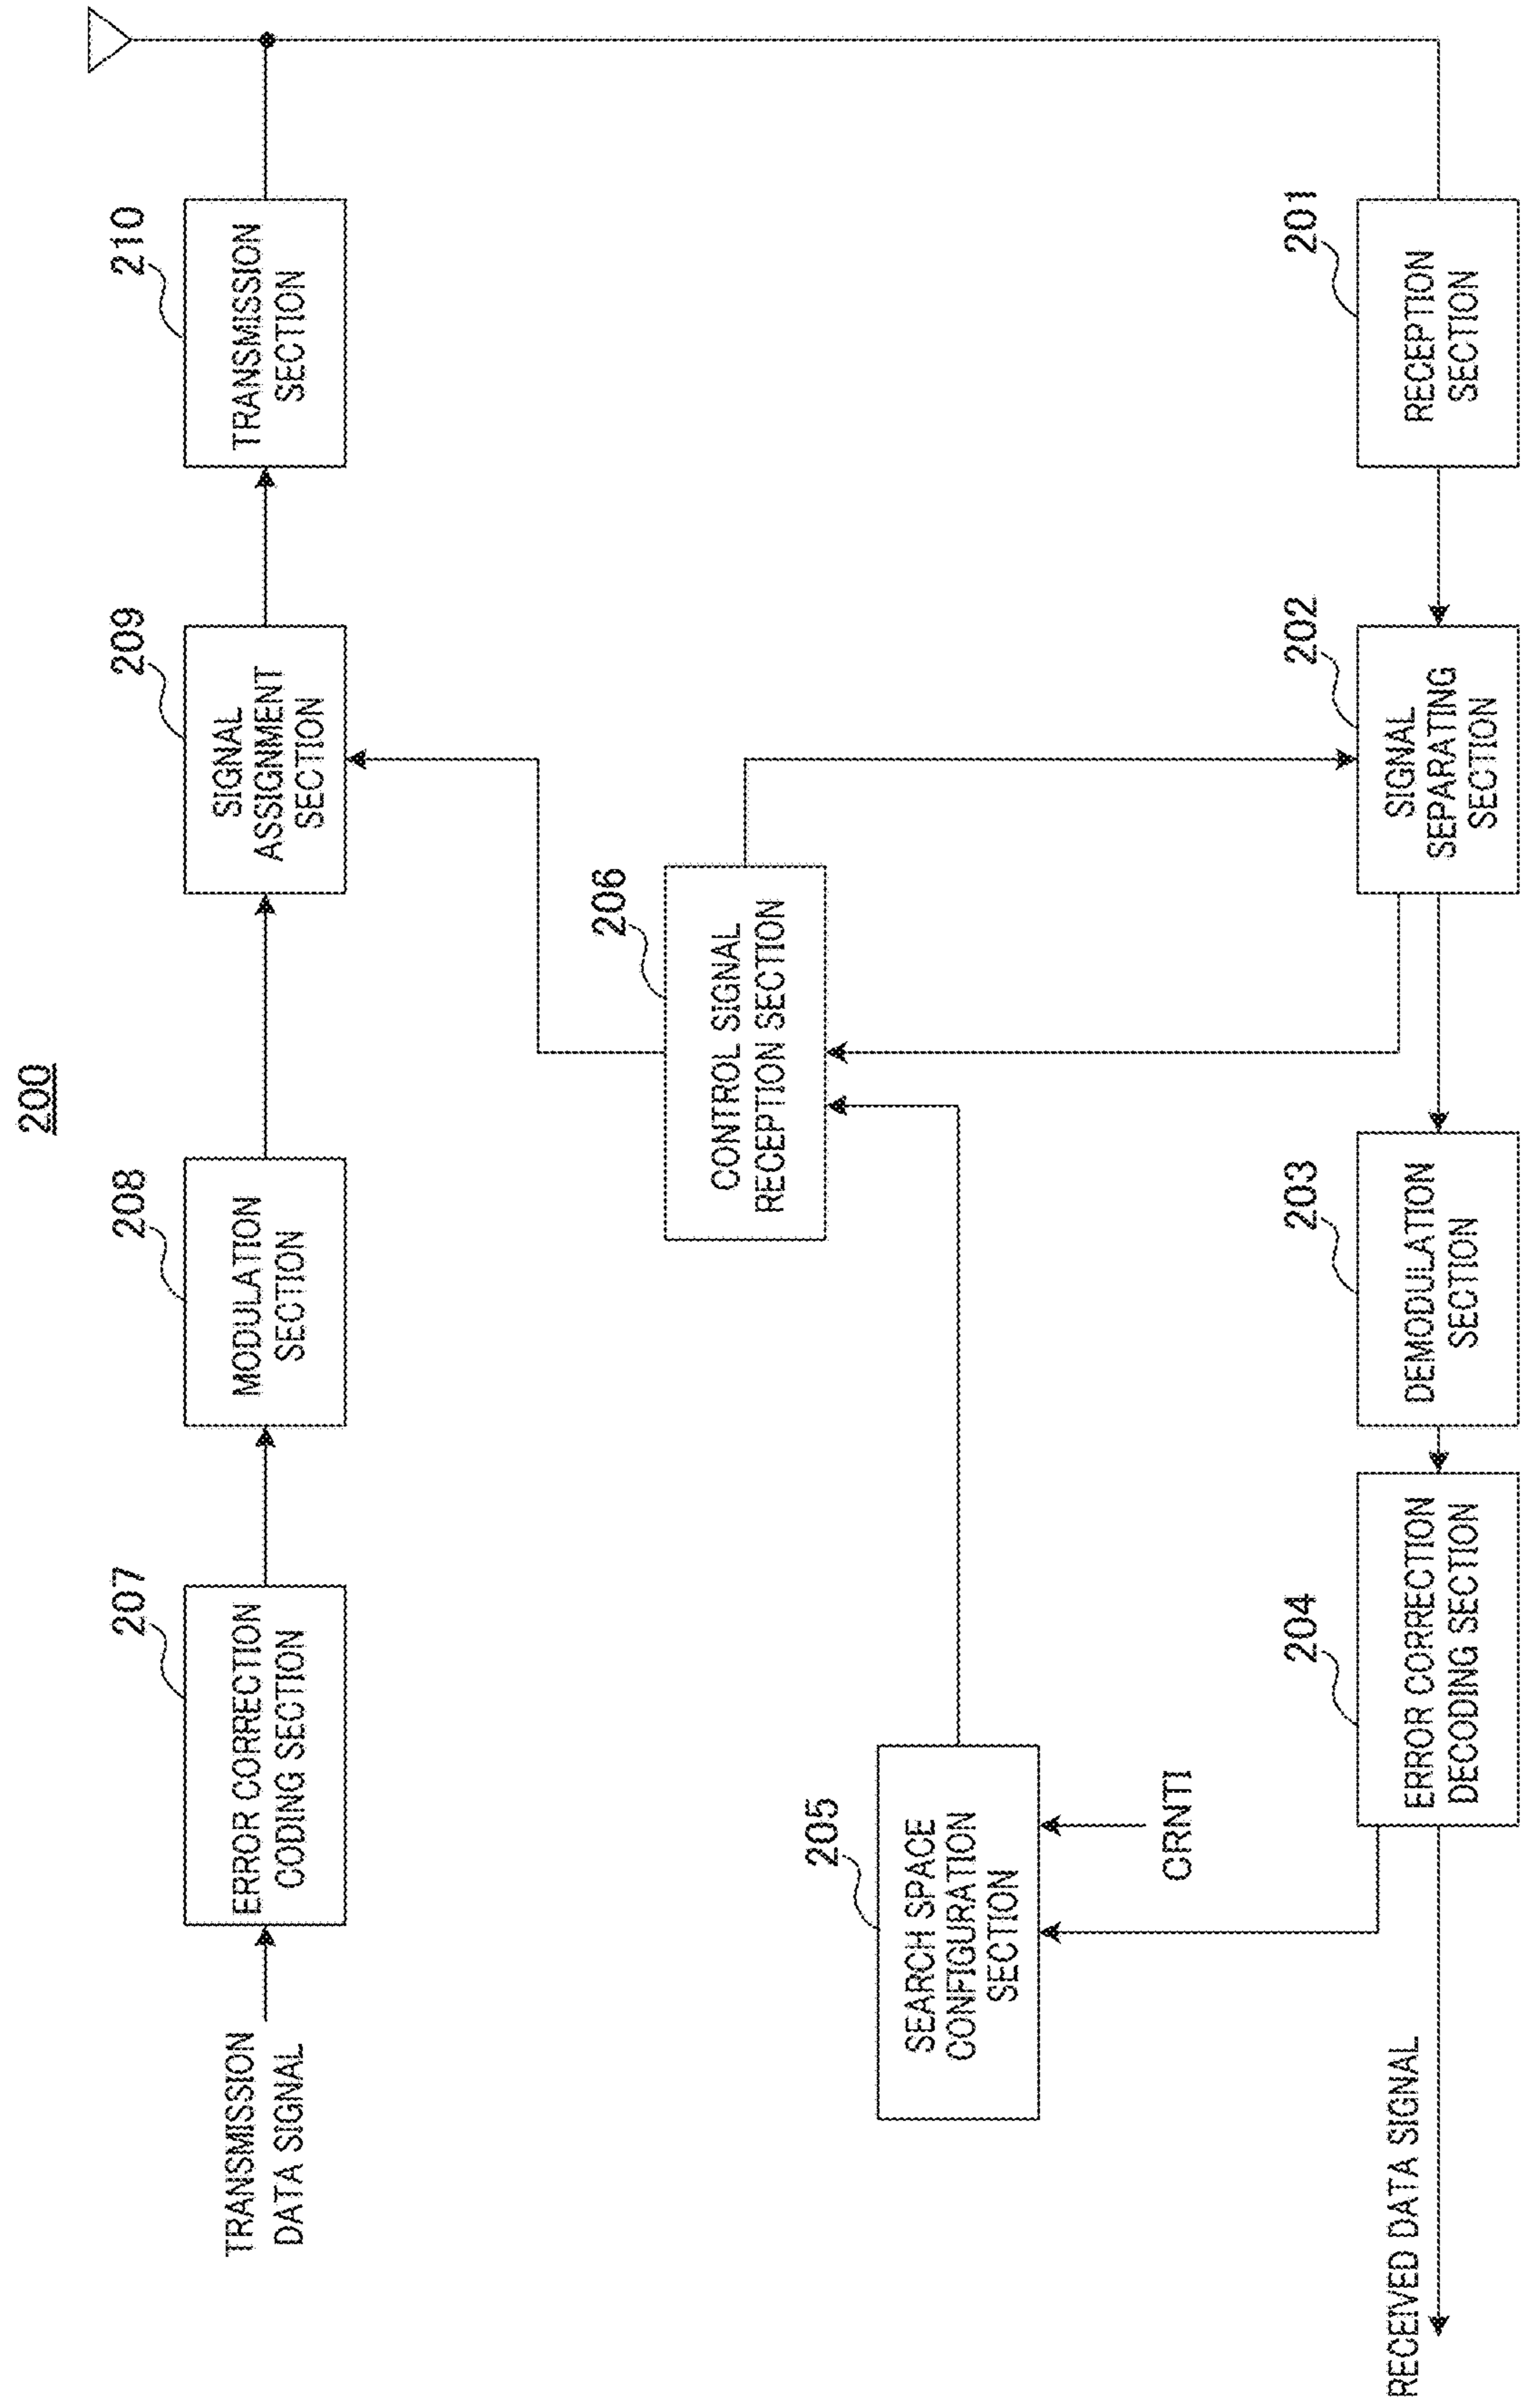 200
TRANSMISSION
DATA SIGNAL
207
ERROR CORRECTION
CODING SECTION
208
MODULATION
SECTION
209
SIGNAL
ASSIGNMENT
SECTION
210
TRANSMISSION
SECTION
206
CONTROL SIGNAL
RECEPTION SECTION
205
SEARCH SPACE
CONFIGURATION
SECTION
CRNTI
RECEIVED DATA SIGNAL
204
ERROR CORRECTION
DECODING SECTION
203
DEMODULATION
SECTION
202
SIGNAL
SEPARATING
SECTION
201
RECEPTION
SECTION